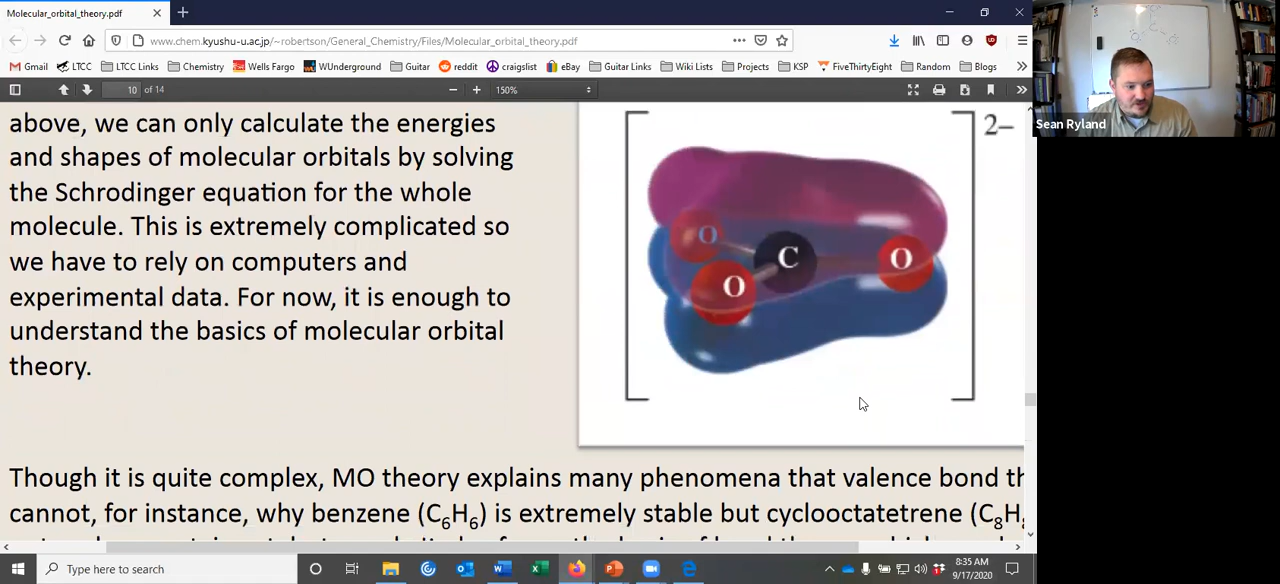 Molecular_orbital_theory.pdf
www.chem.kyushu-u.ac.jp/~robertson/General_Chemistry/Files/Molecular_orbital_theory.pdf
Gmail LTCC LTCC Links Chemistry Wells Fargo WUnderground Guitar reddit craigslist eBay Guitar Links Wiki Lists Projects KSP FiveThirtyEight Random Blogs
10 of 14 150%
Sean Ryland
above, we can only calculate the energies
and shapes of molecular orbitals by solving
the Schrodinger equation for the whole
molecule. This is extremely complicated so
we have to rely on computers and
experimental data. For now, it is enough to
understand the basics of molecular orbital
theory.
2–
O
C
O
O
Though it is quite complex, MO theory explains many phenomena that valence bond th
cannot, for instance, why benzene (C₆H₆) is extremely stable but cyclooctatetrene (C₈H
Type here to search
8:35 AM
9/17/2020